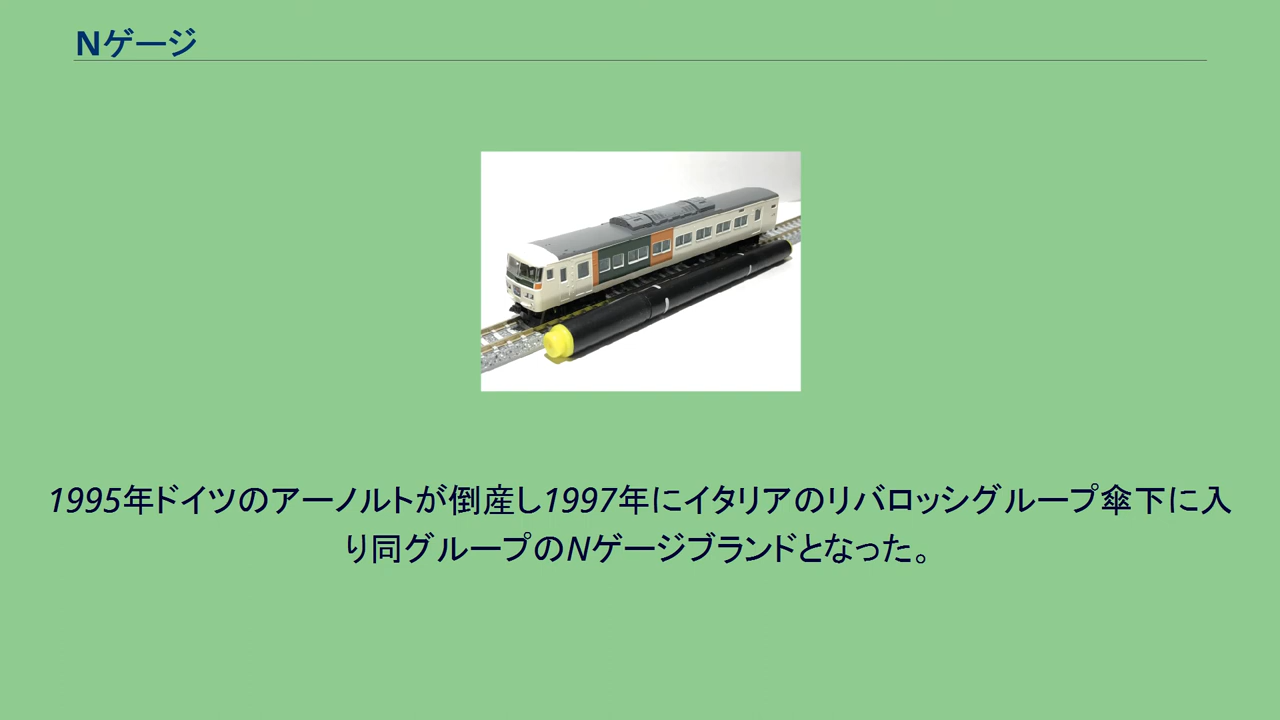 Nゲージ
1995年ドイツのアーノルトが倒産し1997年にイタリアのリバロッシグループ傘下に入
り同グループのNゲージブランドとなった。